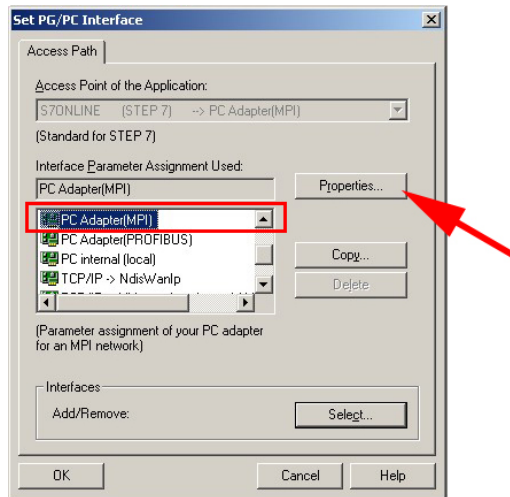 Set PG/PC Interface
Access Path
Access Point of the Application:
S7ONLINE (STEP 7) --> PC Adapter(MPI)
(Standard for STEP 7)
Interface Parameter Assignment Used:
PC Adapter(MPI)
Properties...
PC Adapter(MPI)
PC Adapter(PROFIBUS)
PC internal (local)
TCP/IP -> NdisWanIp
Copy...
Delete
(Parameter assignment of your PC adapter
for an MPI network)
Interfaces
Add/Remove:
Select...
OK
Cancel
Help